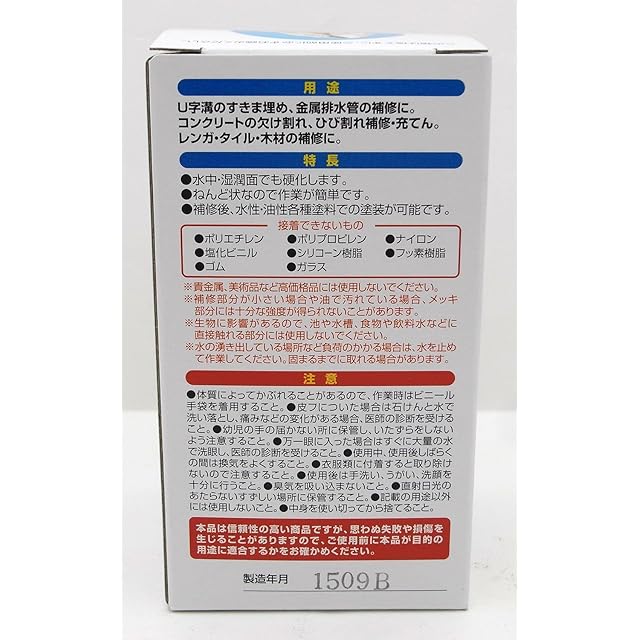 用途
U字溝のすきま埋め、金属排水管の補修に。
コンクリートの欠け割れ、ひび割れ補修・充てん。
レンガ・タイル・木材の補修に。
特長
●水中・湿潤面でも硬化します。
●ねんど状なので作業が簡単です。
●補修後、水性・油性各種塗料での塗装が可能です。
接着できないもの
●ポリエチレン ●ポリプロピレン ●ナイロン
●塩化ビニル ●シリコーン樹脂 ●フッ素樹脂
●ゴム ●ガラス
※貴金属、美術品など高価格品には使用しないでください。
※補修部分が小さい場合や油で汚れている場合、メッキ
部分には十分な強度が得られないことがあります。
※生物に影響があるので、池や水槽、食物や飲料水などに
直接触れる部分には使用しないでください。
※水の湧き出している場所など負荷のかかる場合は、水を止め
て作業してください。固まるまでに取れる場合があります。
注意
●体質によってかぶれることがあるので、作業時はビニール
手袋を着用すること。●皮フについた場合は石けんと水で
洗い落とし、痛みなどの変化がある場合、医師の診断を受けるこ
と。●幼児の手の届かない所に保管し、いたずらをしない
よう注意すること。●万一眼に入った場合はすぐに大量の水
で洗眼し、医師の診断を受けること。●使用中、使用後しばらく
の間は換気をよくすること。●衣服類に付着すると取り除け
ないので注意すること。●使用後は手洗い、うがい、洗顔を
十分に行うこと。●臭気を吸い込まないこと。●直射日光の
あたらないすずしい場所に保管すること。●記載の用途以外
には使用しないこと。●中身を使い切ってから捨てること。
本品は信頼性の高い商品ですが、思わぬ失敗や損傷を
生じることがありますので、ご使用前に本品が目的の
用途に適合するかをお確かめください。
製造年月 1509B